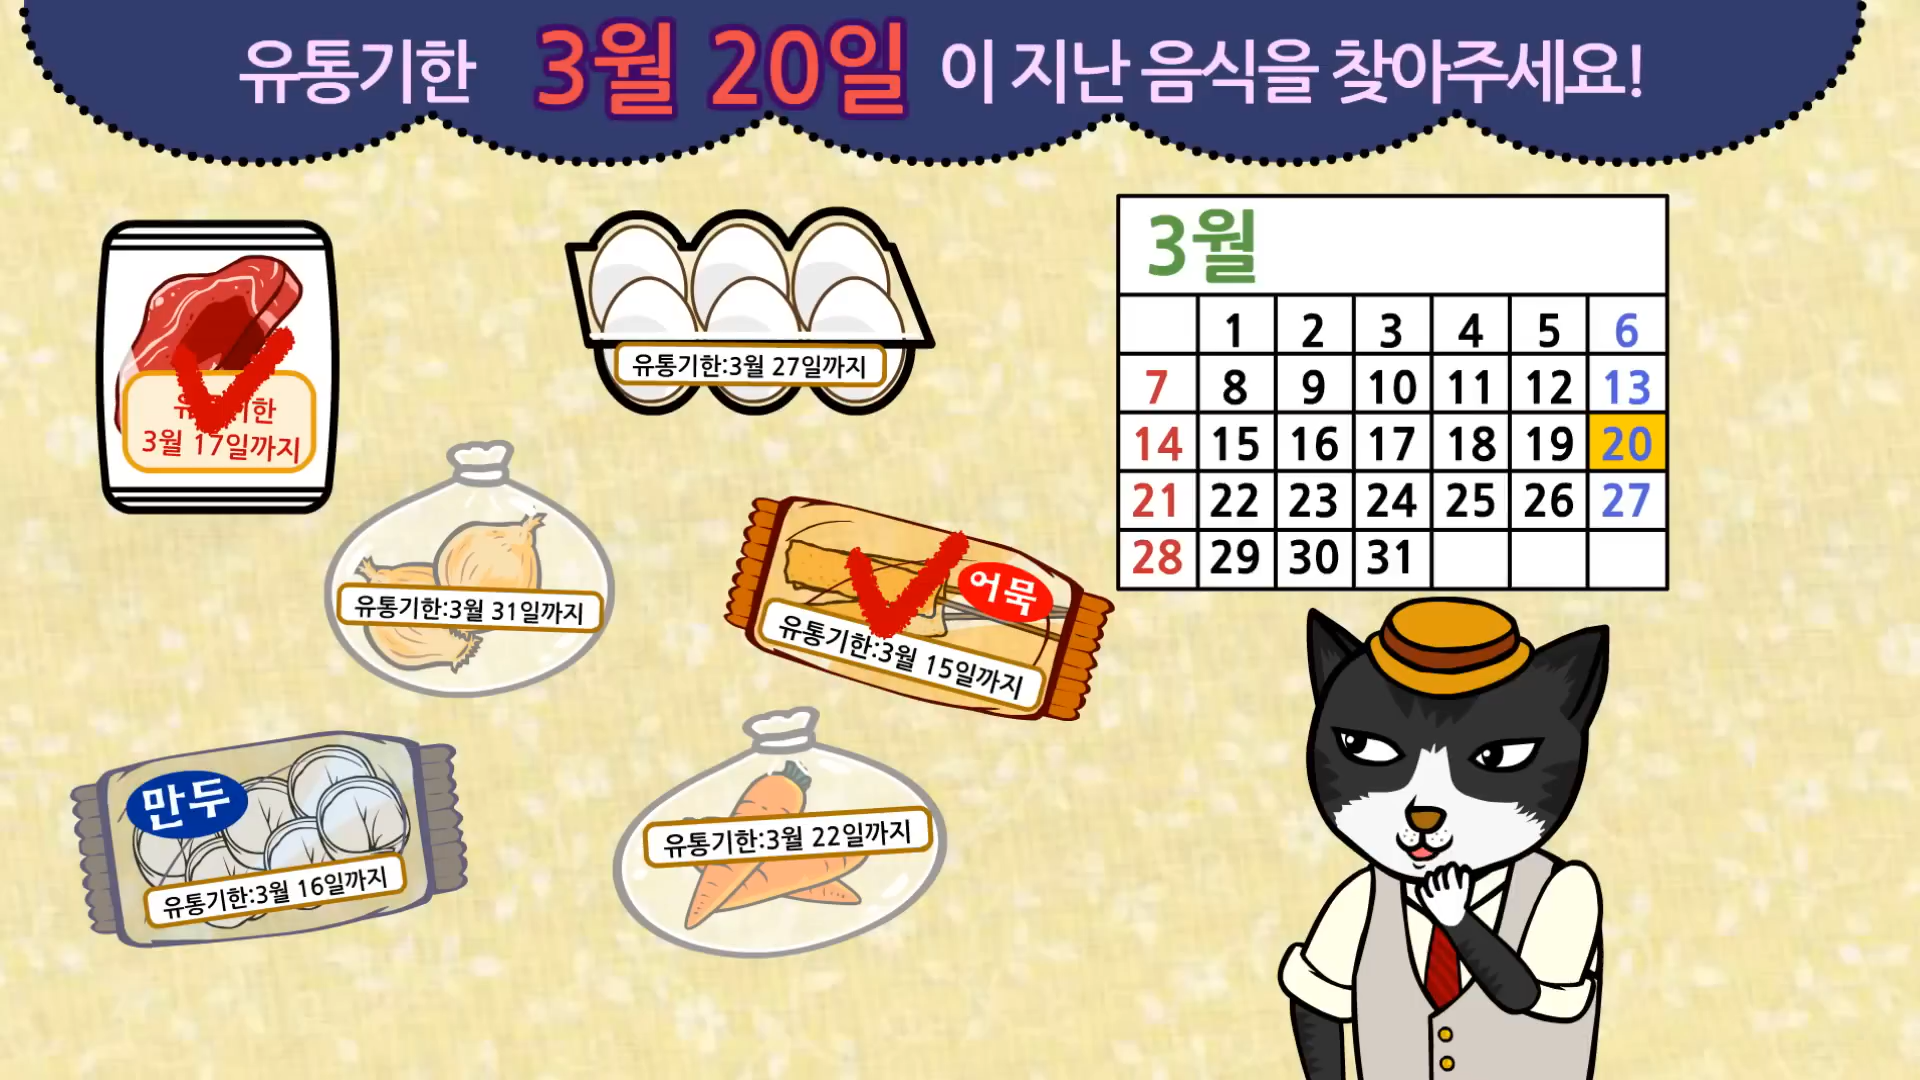 유통기한 3월 20일 이 지난 음식을 찾아주세요!
3월
1 2 3 4 5 6
7 8 9 10 11 12 13
14 15 16 17 18 19 20
21 22 23 24 25 26 27
28 29 30 31
3월 17일까지
유통기한:3월 27일까지
유통기한:3월 31일까지
어묵
유통기한:3월 15일까지
만두
유통기한:3월 16일까지
유통기한:3월 22일까지